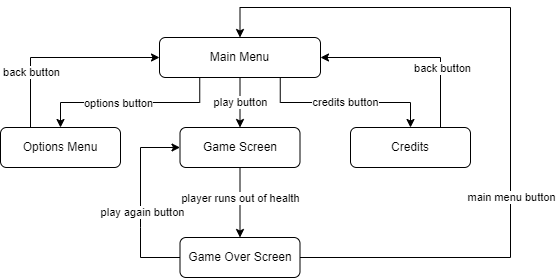 Main Menu
back button
back button
options button
play button
credits button
Options Menu
Game Screen
Credits
player runs out of health
main menu button
play again button
Game Over Screen